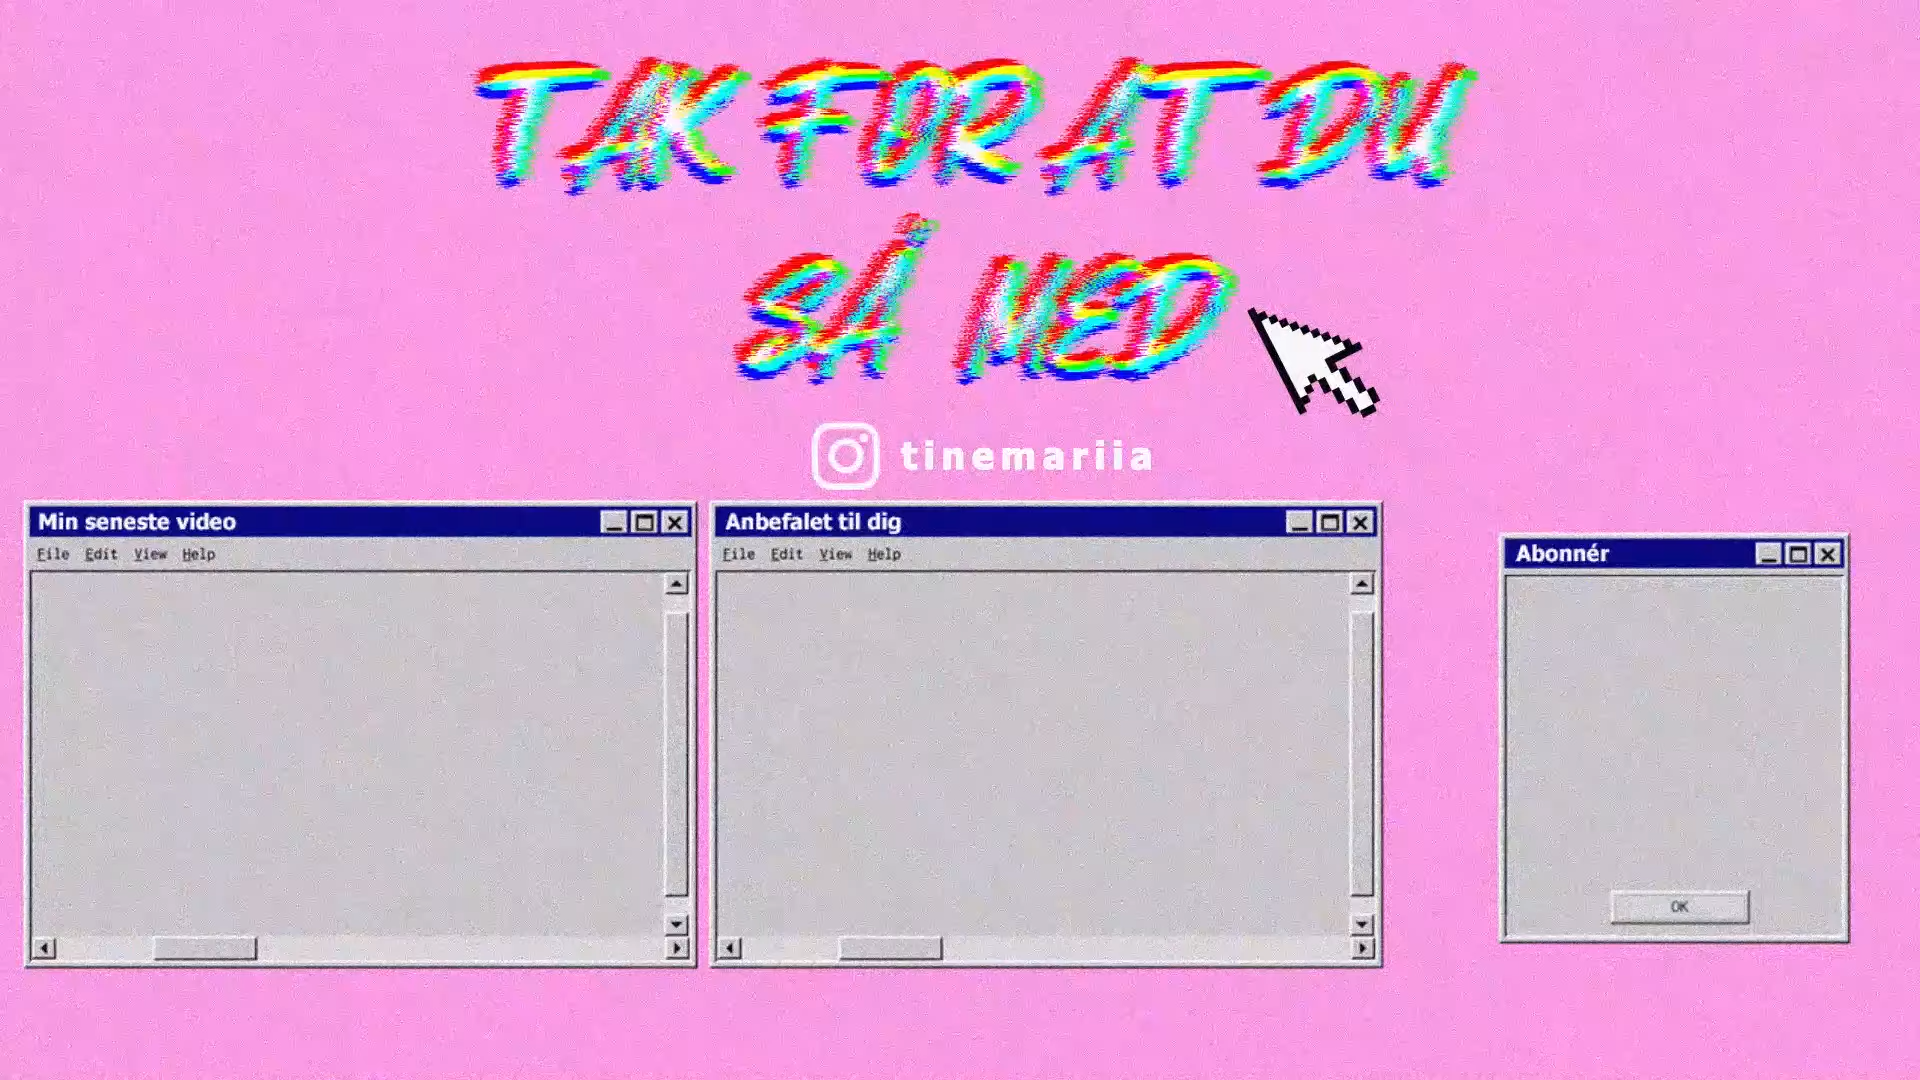 TAK FOR AT DU
SÅ MED
tinemariia
Min seneste video
File Edit View Help
Anbefalet til dig
File Edit View Help
Abonnér
OK